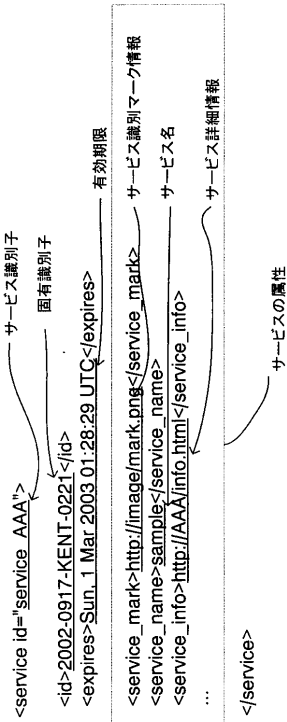 <service id="service AAA">
サービス識別子
固有識別子
<id>2002-0917-KENT-0221</id>
<expires>Sun, 1 Mar 2003 01:28:29 UTC</expires>
有効期限
<service_mark>http://image/mark.png</service_mark>
サービス識別マーク情報
<service_name>sample</service_name>
サービス名
<service_info>http://AAA/info.html</service_info>
サービス詳細情報
…
サービスの属性
</service>